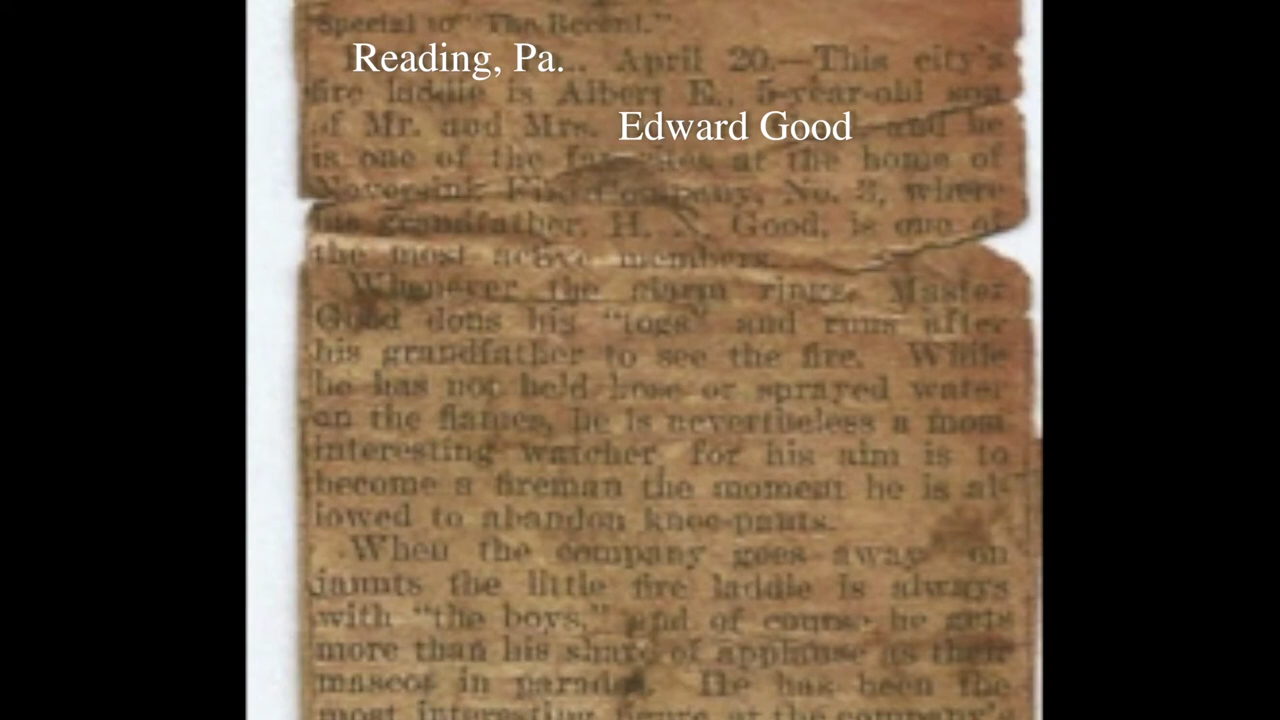 Special to "The Record."
Reading, Pa. April 20.—This city's
fire laddie is Albert E., 5-year-old son
of Mr. and Mrs. Edward Good and he
is one of the favorites at the home of
Neversink Fire Company, No. 3, where
his grandfather, H. Good, is one of
the most active members.
Whenever the alarm rings, Master
Good dons his "togs" and runs after
his grandfather to see the fire. While
he has not held hose or sprayed water
on the flames, he is nevertheless a most
interesting watcher, for his aim is to
become a fireman the moment he is al-
lowed to abandon knee-pants.
When the company goes away on
jaunts the little fire laddie is always
with "the boys," and of course he gets
more than his share of applause as their
mascot in parades. He has been the
most interesting figure at the company's